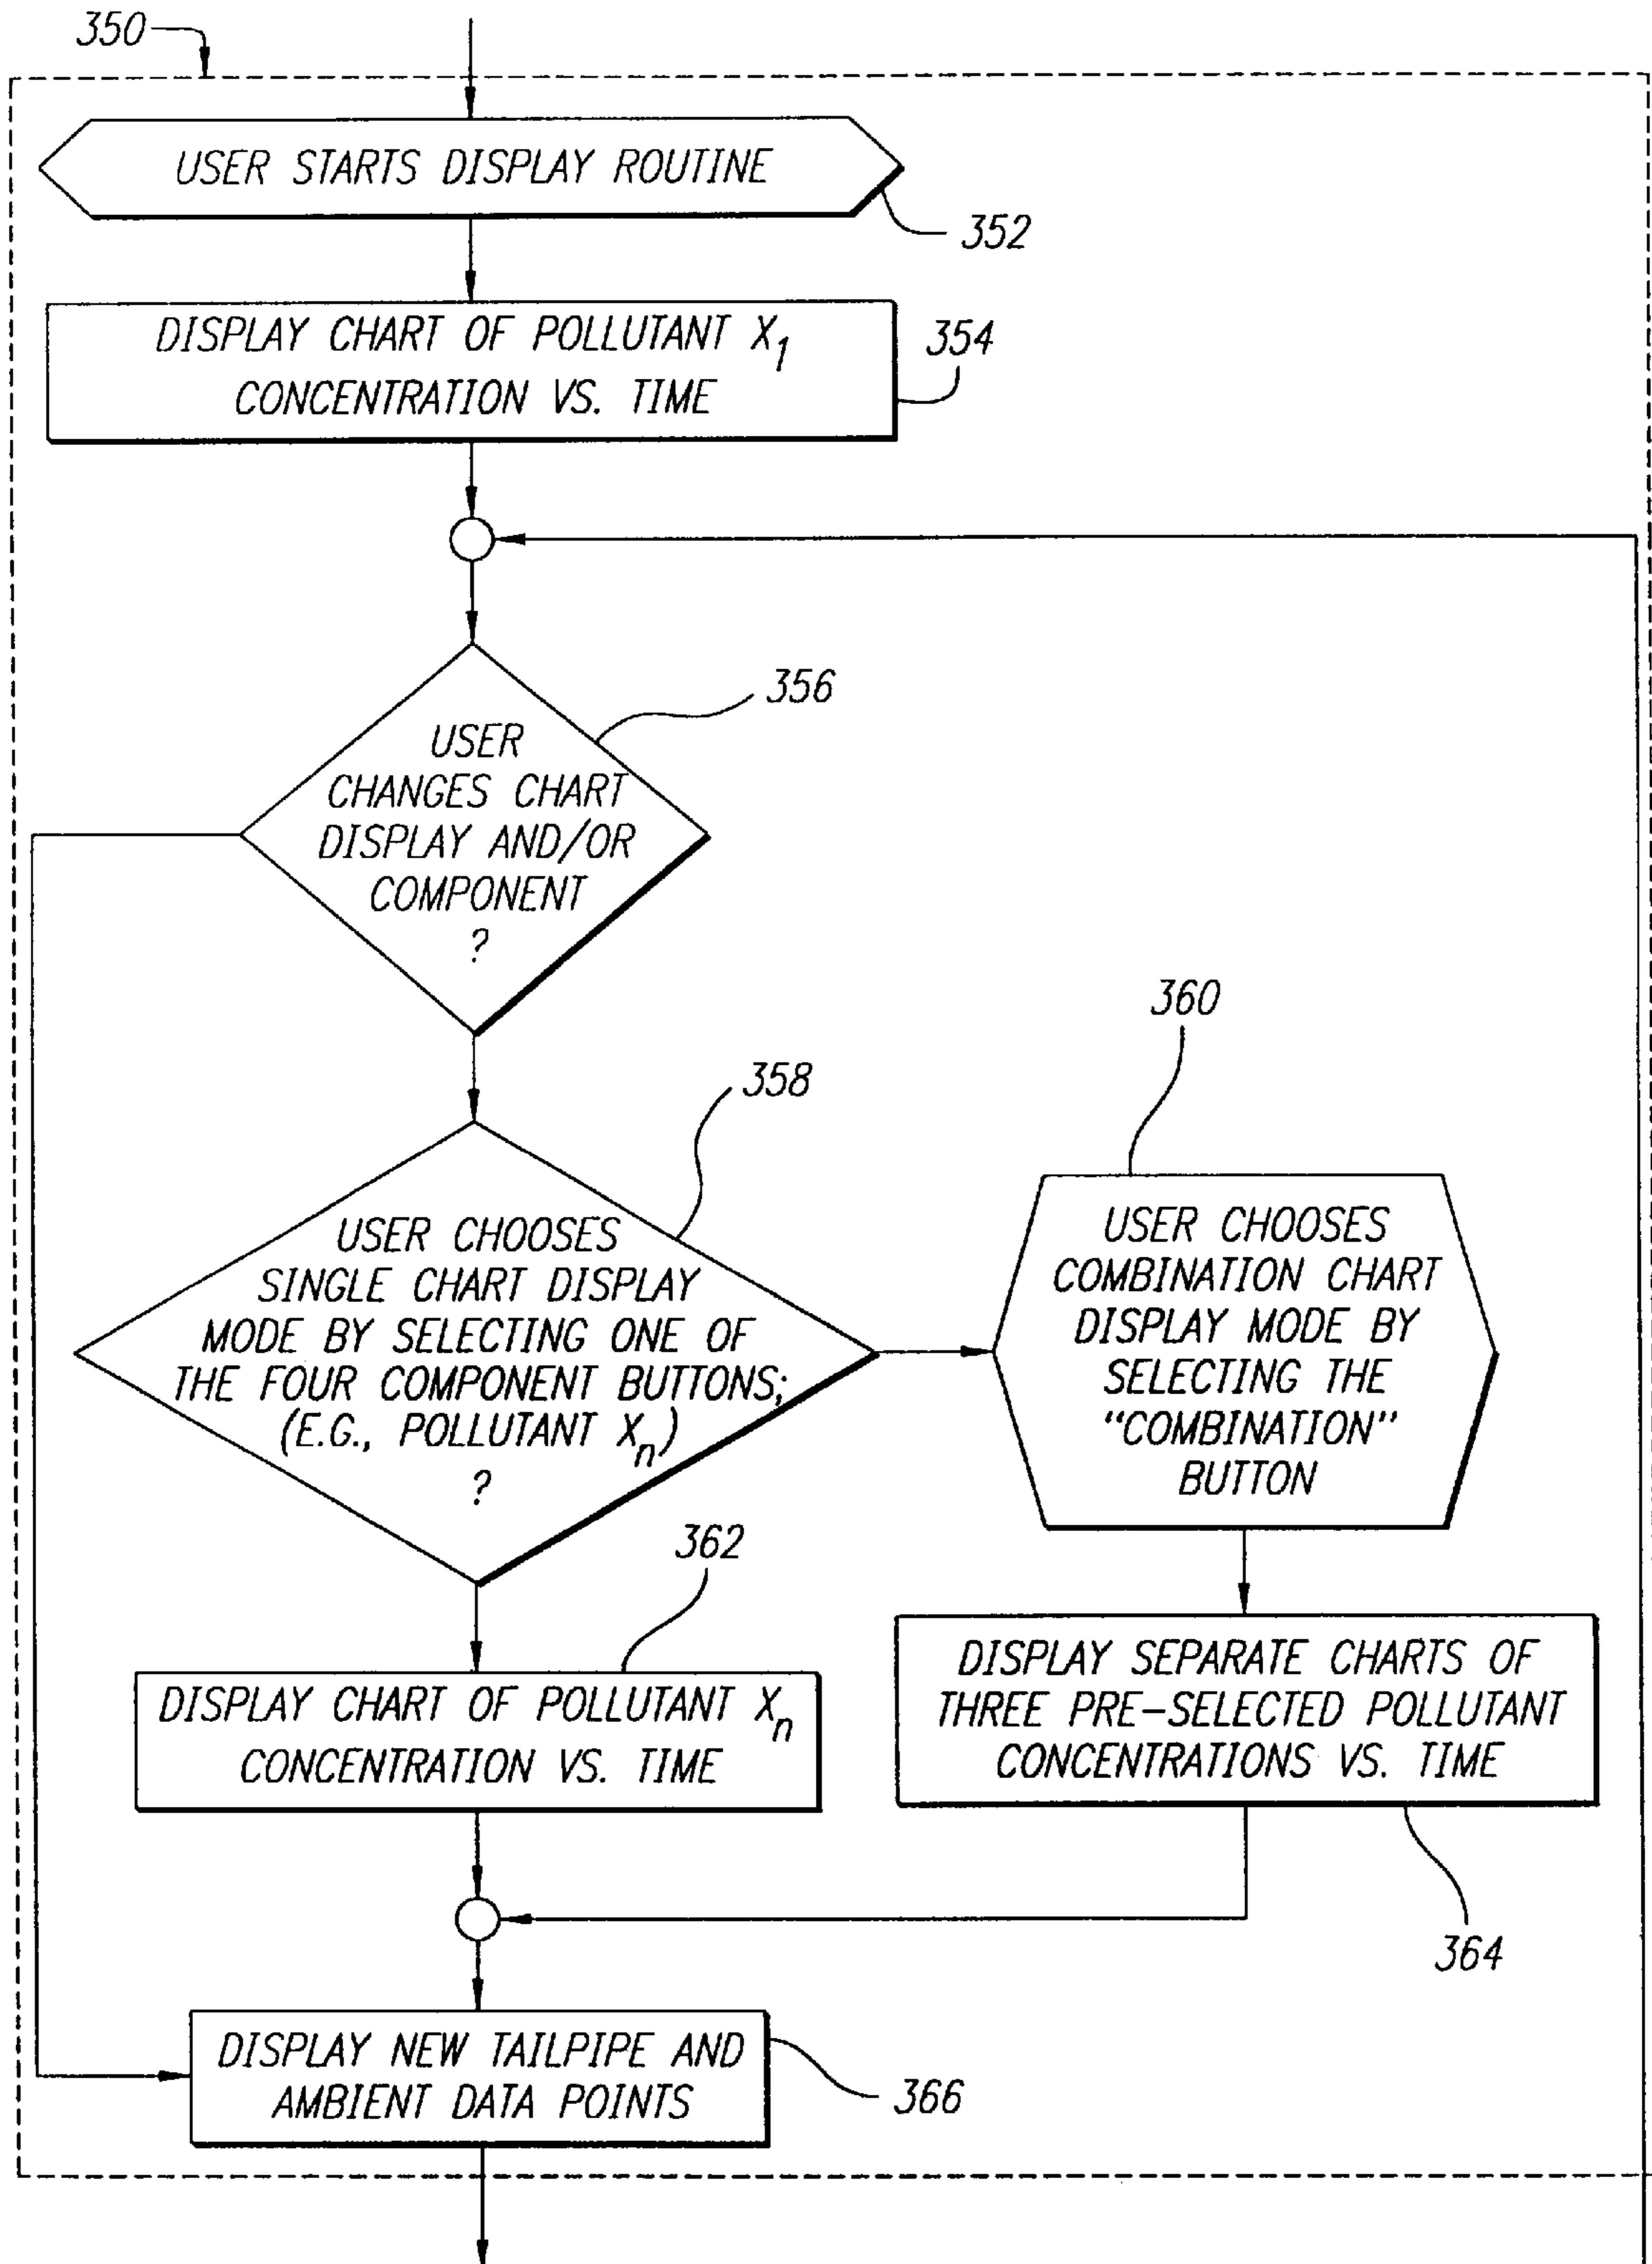 350
USER STARTS DISPLAY ROUTINE
352
DISPLAY CHART OF POLLUTANT X1
CONCENTRATION VS. TIME
354
356
USER
CHANGES CHART
DISPLAY AND/OR
COMPONENT
?
358
USER CHOOSES
SINGLE CHART DISPLAY
MODE BY SELECTING ONE OF
THE FOUR COMPONENT BUTTONS;
(E.G., POLLUTANT Xn)
?
360
USER CHOOSES
COMBINATION CHART
DISPLAY MODE BY
SELECTING THE
"COMBINATION"
BUTTON
362
DISPLAY CHART OF POLLUTANT Xn
CONCENTRATION VS. TIME
DISPLAY SEPARATE CHARTS OF
THREE PRE-SELECTED POLLUTANT
CONCENTRATIONS VS. TIME
364
DISPLAY NEW TAILPIPE AND
AMBIENT DATA POINTS
366